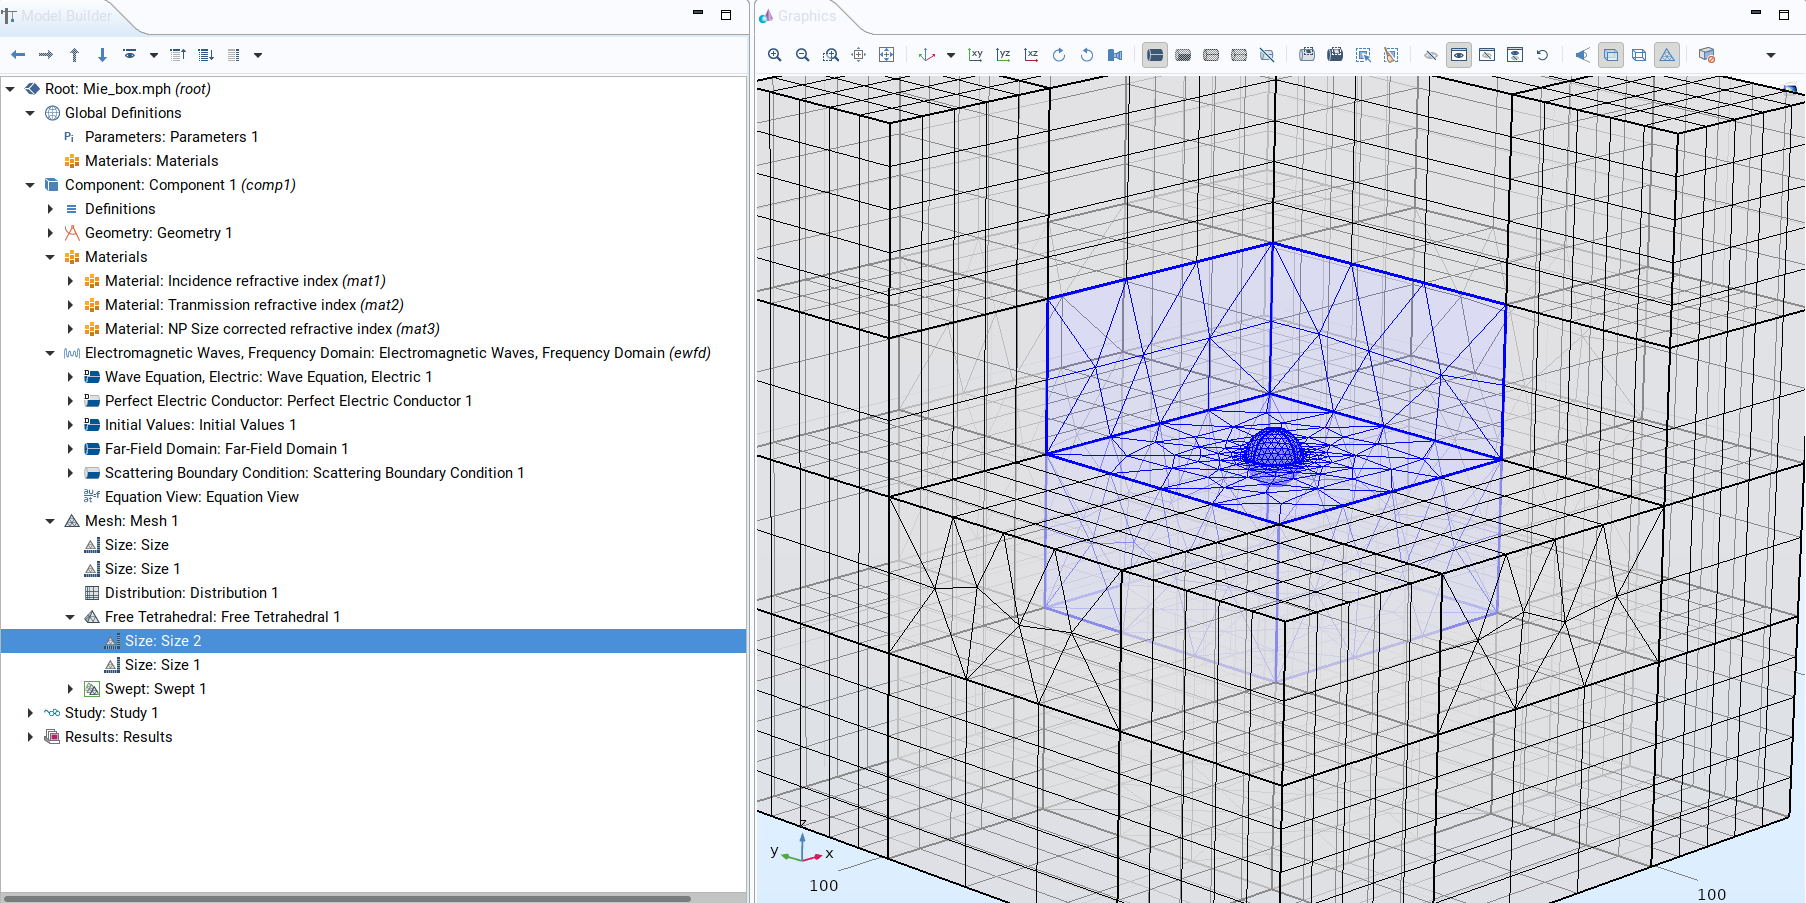 Model Builder
Root: Mie_box.mph (root)
Global Definitions
Pi Parameters: Parameters 1
Materials: Materials
Component: Component 1 (comp1)
Definitions
Geometry: Geometry 1
Materials
Material: Incidence refractive index (mat1)
Material: Tranmission refractive index (mat2)
Material: NP Size corrected refractive index (mat3)
Electromagnetic Waves, Frequency Domain: Electromagnetic Waves, Frequency Domain (ewfd)
Wave Equation, Electric: Wave Equation, Electric 1
Perfect Electric Conductor: Perfect Electric Conductor 1
Initial Values: Initial Values 1
Far-Field Domain: Far-Field Domain 1
Scattering Boundary Condition: Scattering Boundary Condition 1
Equation View: Equation View
Mesh: Mesh 1
Size: Size
Size: Size 1
Distribution: Distribution 1
Free Tetrahedral: Free Tetrahedral 1
Size: Size 2
Size: Size 1
Swept: Swept 1
Study: Study 1
Results: Results
Graphics
xy yz xz
z
y x
100
100